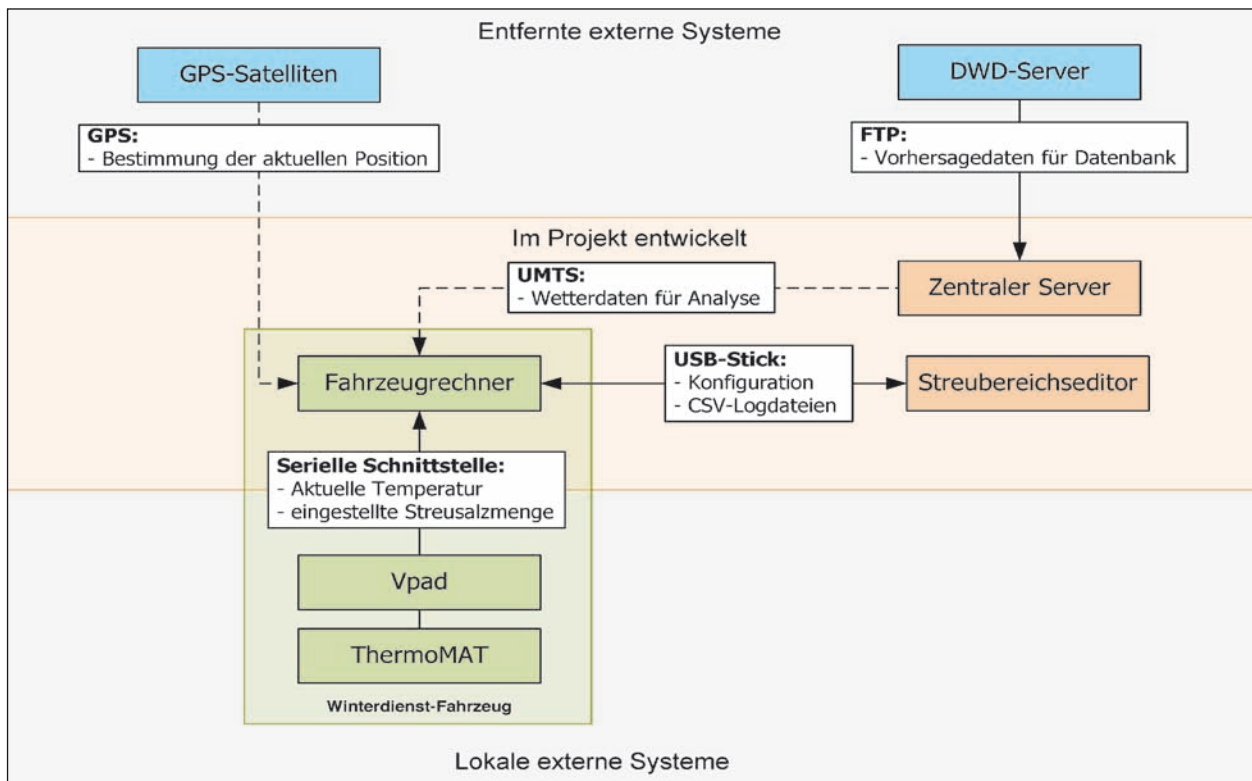 Entfernte externe Systeme
GPS-Satelliten
DWD-Server
GPS:
- Bestimmung der aktuellen Position
FTP:
- Vorhersagedaten für Datenbank
Im Projekt entwickelt
UMTS:
- Wetterdaten für Analyse
Zentraler Server
Fahrzeugrechner
USB-Stick:
- Konfiguration
- CSV-Logdateien
Streubereichseditor
Serielle Schnittstelle:
- Aktuelle Temperatur
- eingestellte Streusalzmenge
Vpad
ThermoMAT
Winterdienst-Fahrzeug
Lokale externe Systeme